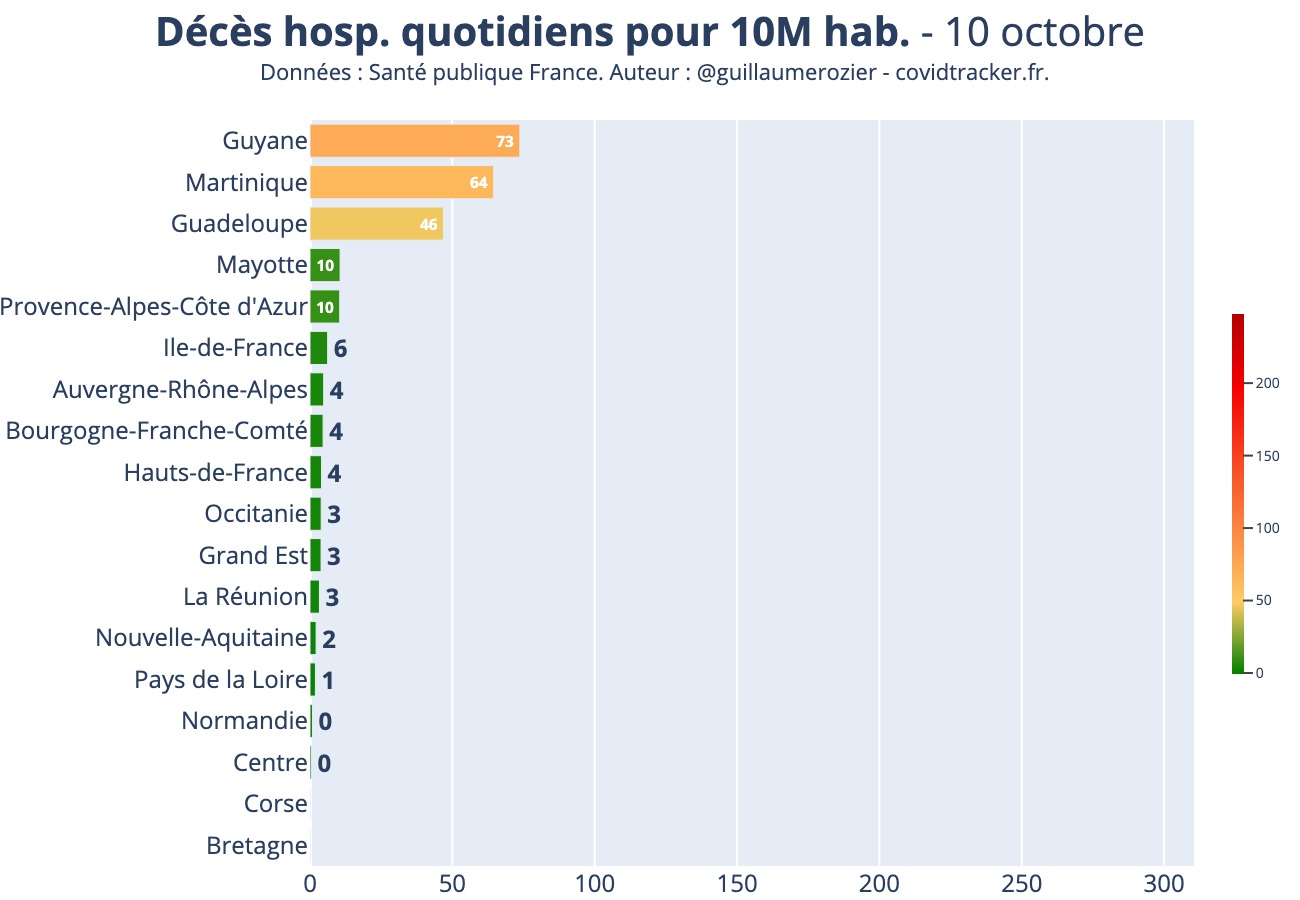 Décès hosp. quotidiens pour 10M hab. - 10 octobre
Données : Santé publique France. Auteur : @guillaumerozier - covidtracker.fr.
Guyane 73
Martinique 64
Guadeloupe 46
Mayotte 10
Provence-Alpes-Côte d'Azur 10
Ile-de-France 6
Auvergne-Rhône-Alpes 4
Bourgogne-Franche-Comté 4
Hauts-de-France 4
Occitanie 3
Grand Est 3
La Réunion 3
Nouvelle-Aquitaine 2
Pays de la Loire 1
Normandie 0
Centre 0
Corse
Bretagne
0 50 100 150 200 250 300
200
150
100
50
0